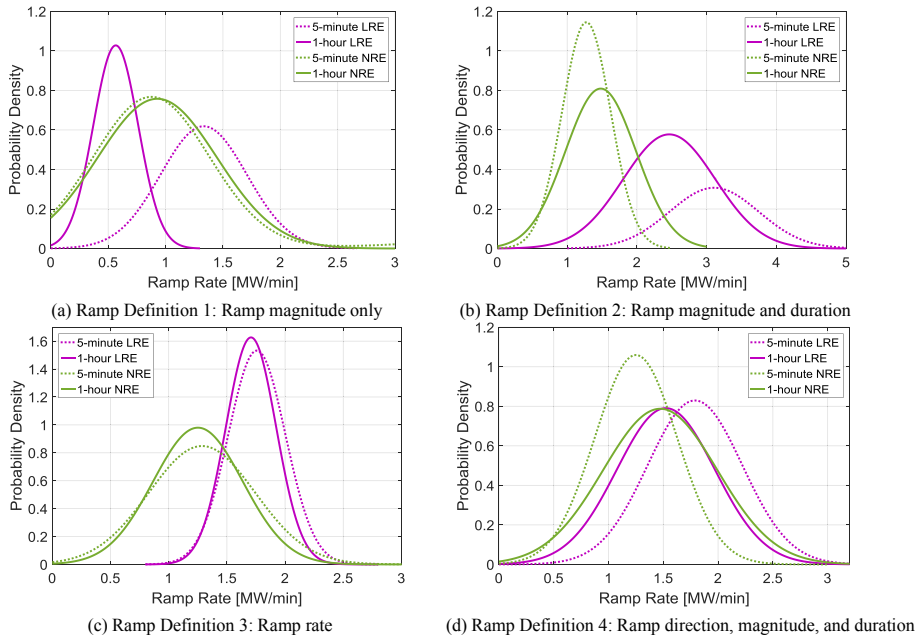 Probability Density
1.2
1
0.8
0.6
0.4
0.2
0
0 0.5 1 1.5 2 2.5 3
Ramp Rate [MW/min]
5-minute LRE
1-hour LRE
5-minute NRE
1-hour NRE
(a) Ramp Definition 1: Ramp magnitude only
Probability Density
1.2
1
0.8
0.6
0.4
0.2
0
0 1 2 3 4 5
Ramp Rate [MW/min]
5-minute LRE
1-hour LRE
5-minute NRE
1-hour NRE
(b) Ramp Definition 2: Ramp magnitude and duration
Probability Density
1.6
1.4
1.2
1
0.8
0.6
0.4
0.2
0
0 0.5 1 1.5 2 2.5 3
Ramp Rate [MW/min]
5-minute LRE
1-hour LRE
5-minute NRE
1-hour NRE
(c) Ramp Definition 3: Ramp rate
Probability Density
1.2
1
0.8
0.6
0.4
0.2
0
0 0.5 1 1.5 2 2.5 3
Ramp Rate [MW/min]
5-minute LRE
1-hour LRE
5-minute NRE
1-hour NRE
(d) Ramp Definition 4: Ramp direction, magnitude, and duration